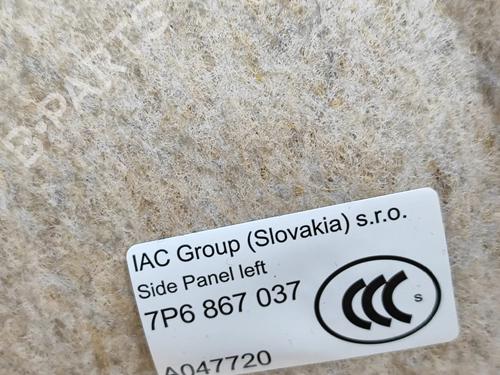 B-PARTS
IAC Group (Slovakia) s.r.o.
Side Panel left
7P6 867 037
CCC s
A047720